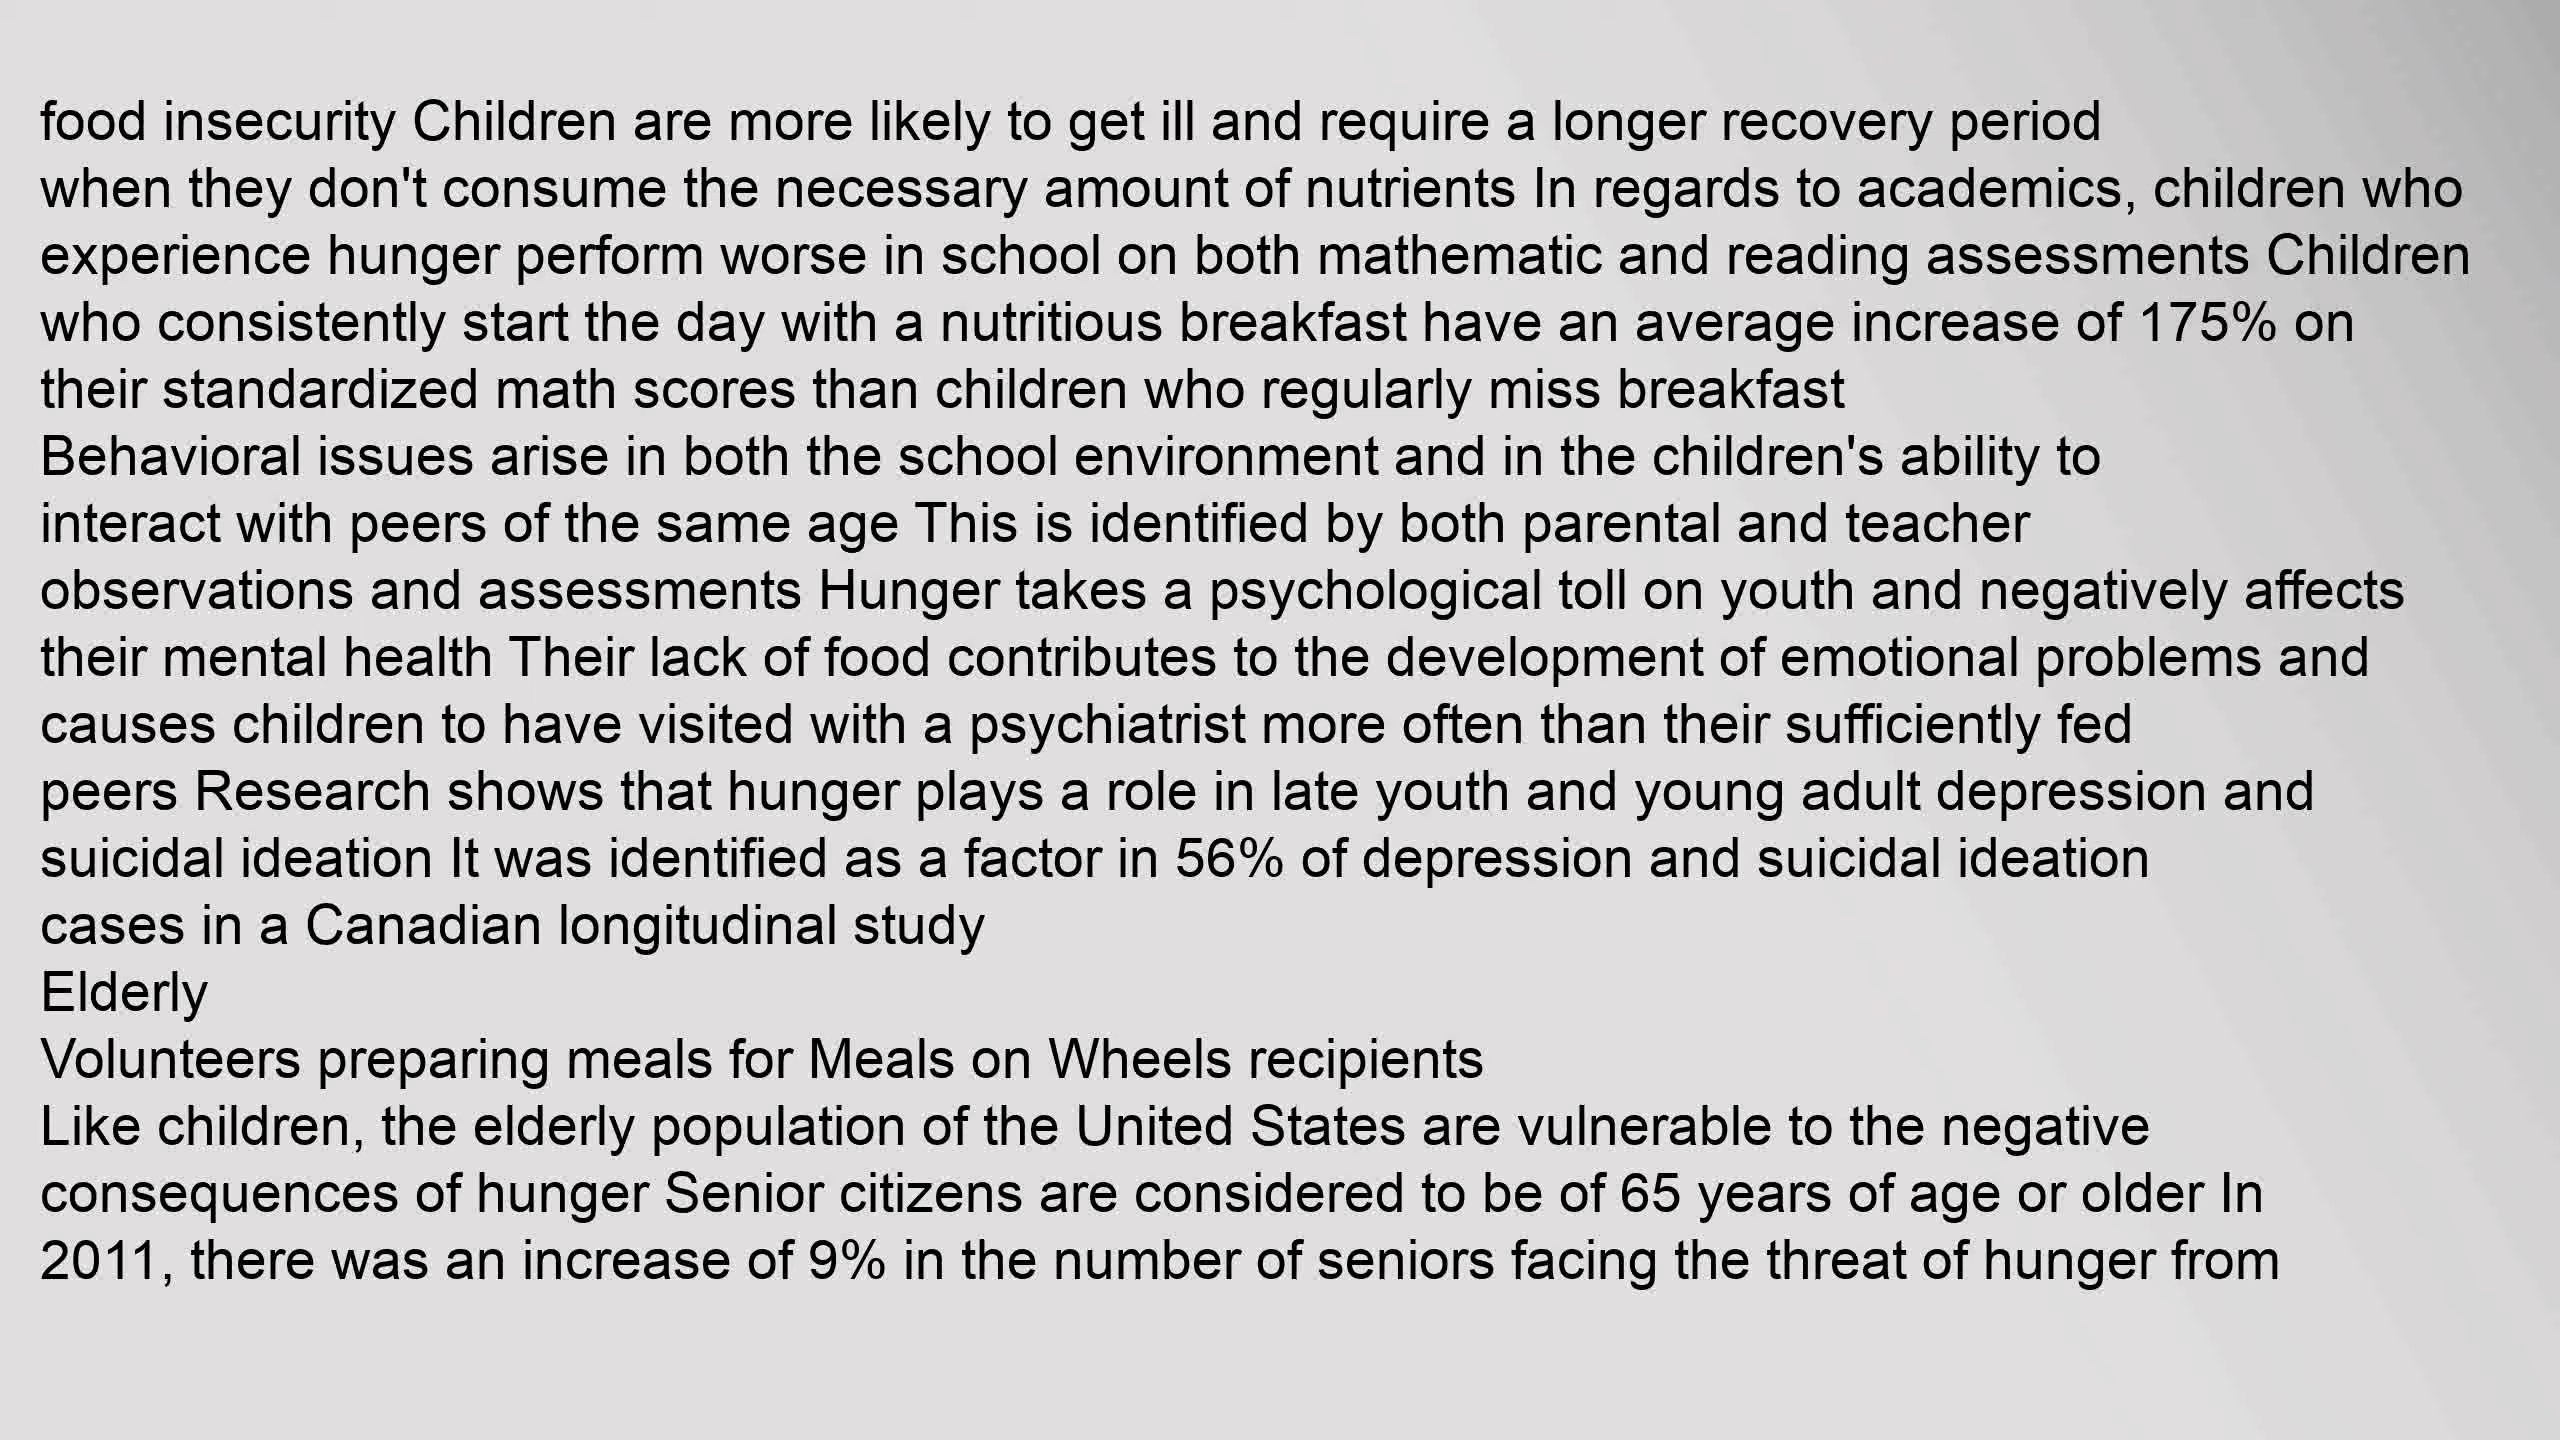 food insecurity Children are more likely to get ill and require a longer recovery period
when they don't consume the necessary amount of nutrients In regards to academics, children who
experience hunger perform worse in school on both mathematic and reading assessments Children
who consistently start the day with a nutritious breakfast have an average increase of 175% on
their standardized math scores than children who regularly miss breakfast
Behavioral issues arise in both the school environment and in the children's ability to
interact with peers of the same age This is identified by both parental and teacher
observations and assessments Hunger takes a psychological toll on youth and negatively affects
their mental health Their lack of food contributes to the development of emotional problems and
causes children to have visited with a psychiatrist more often than their sufficiently fed
peers Research shows that hunger plays a role in late youth and young adult depression and
suicidal ideation It was identified as a factor in 56% of depression and suicidal ideation
cases in a Canadian longitudinal study
Elderly
Volunteers preparing meals for Meals on Wheels recipients
Like children, the elderly population of the United States are vulnerable to the negative
consequences of hunger Senior citizens are considered to be of 65 years of age or older In
2011, there was an increase of 9% in the number of seniors facing the threat of hunger from